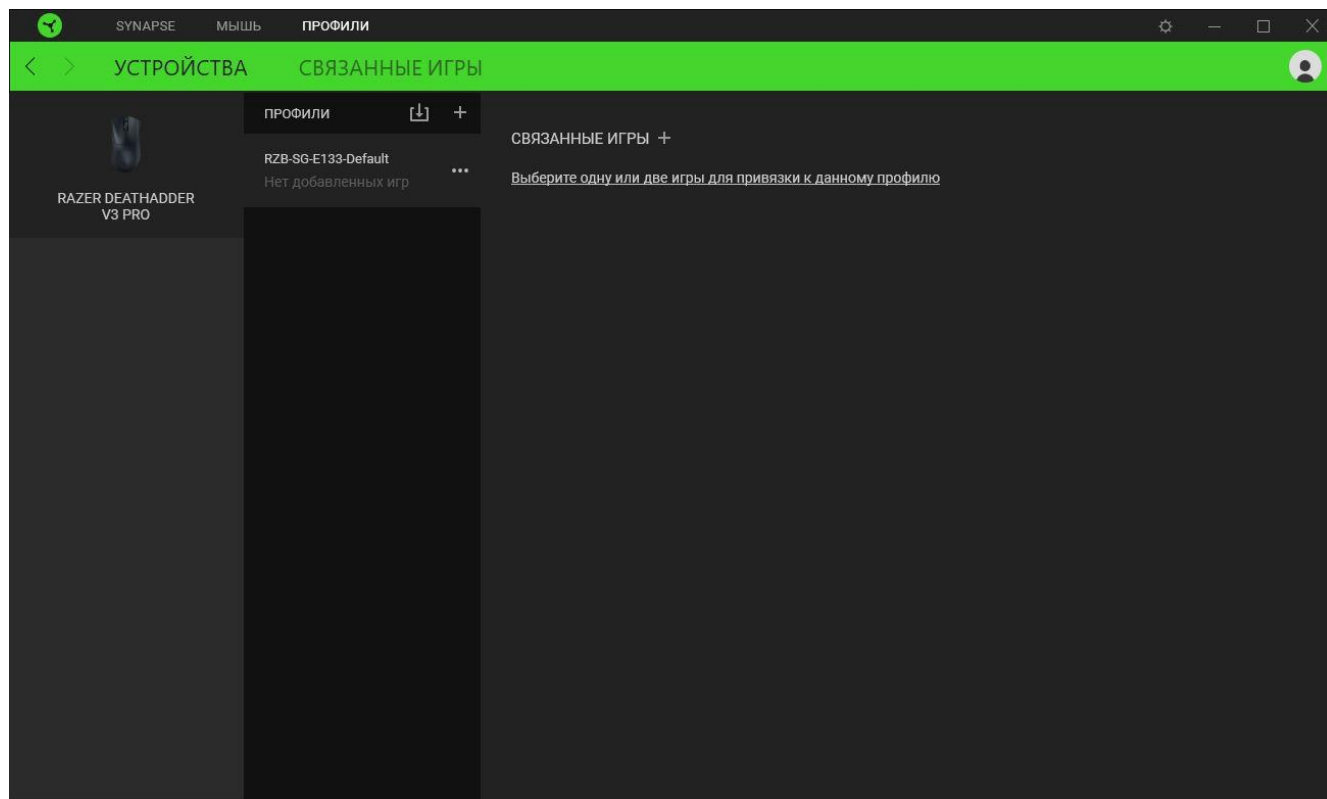 SYNAPSE МЫШЬ ПРОФИЛИ
УСТРОЙСТВА СВЯЗАННЫЕ ИГРЫ
RAZER DEATHADDER
V3 PRO
ПРОФИЛИ
RZB-SG-E133-Default
Нет добавленных игр
СВЯЗАННЫЕ ИГРЫ
Выберите одну или две игры для привязки к данному профилю